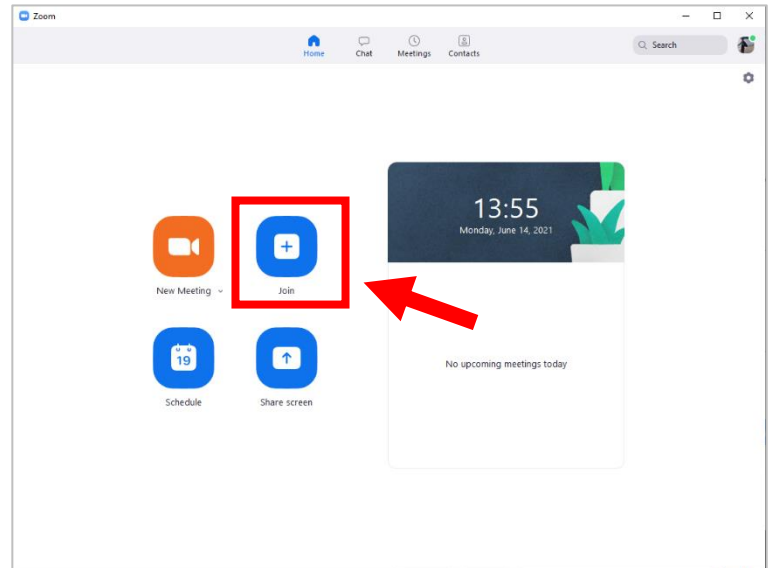 Zoom
Home
Chat
Meetings
Contacts
Search
13:55
Monday, June 14, 2021
New Meeting
Join
19
Schedule
Share screen
No upcoming meetings today